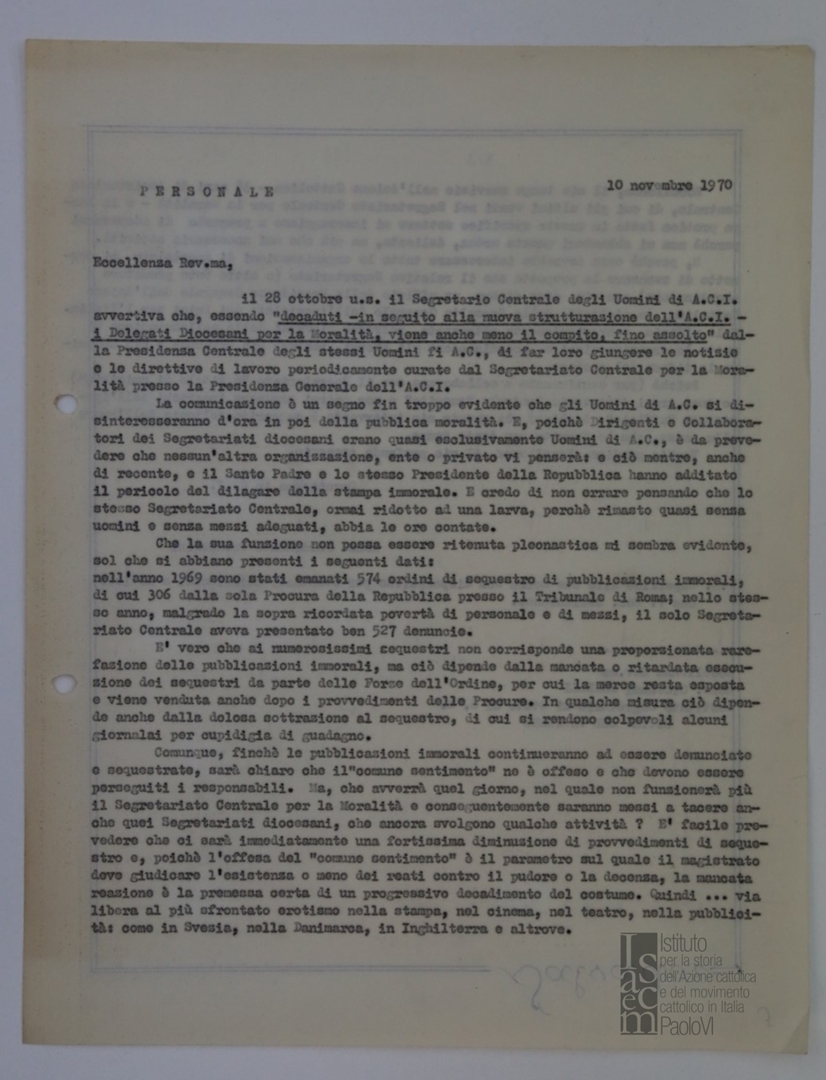 10 novembre 1970
PERSONALE
Eccellenza Rev.ma,
il 28 ottobre u.s. il Segretario Centrale degli Uomini di A.C.I.
avvertiva che, essendo "decaduti -in seguito alla nuova strutturazione dell'A.C.I. -
i Delegati Diocesani per la Moralità, viene anche meno il compito, fino assolto" dal-
la Presidenza Centrale degli stessi Uomini fi A.C., di far loro giungere le notizie
e le direttive di lavoro periodicamente curate dal Segretariato Centrale per la Mora-
lità presso la Presidenza Generale dell'A.C.I.
La comunicazione è un segno fin troppo evidente che gli Uomini di A.C. si di-
sinteresseranno d'ora in poi della pubblica moralità. E, poichè Dirigenti e Collabora-
tori dei Segretariati diocesani erano quasi esclusivamente Uomini di A.C., è da preve-
dere che nessun'altra organizzazione, ente o privato vi penserà: e ciò mentre, anche
di recente, e il Santo Padre e lo stesso Presidente della Repubblica hanno additato
il pericolo del dilagare della stampa immorale. E credo di non errare pensando che lo
stesso Segretariato Centrale, ormai ridotto ad una larva, perchè rimasto quasi senza
uomini e senza mezzi adeguati, abbia le ore contate.
Che la sua funzione non possa essere ritenuta pleonastica mi sembra evidente,
sol che si abbiano presenti i seguenti dati:
nell'anno 1969 sono stati emanati 574 ordini di sequestro di pubblicazioni immorali,
di cui 306 dalla sola Procura della Repubblica presso il Tribunale di Roma; nello stes-
so anno, malgrado la sopra ricordata povertà di personale e di mezzi, il solo Segreta-
riato Centrale aveva presentato ben 527 denuncie.
E' vero che ai numerosissimi sequestri non corrisponde una proporzionata rare-
fazione delle pubblicazioni immorali, ma ciò dipende dalla mancata o ritardata esecu-
zione dei sequestri da parte delle Forze dell'Ordine, per cui la merce resta esposta
e viene venduta anche dopo i provvedimenti delle Procure. In qualche misura ciò dipen-
de anche dalla dolosa sottrazione al sequestro, di cui si rendono colpevoli alcuni
giornalai per cupidigia di guadagno.
Comunque, finchè le pubblicazioni immorali continueranno ad essere denunciate
e sequestrate, sarà chiaro che il"comune sentimento" ne è offeso e che devono essere
perseguiti i responsabili. Ma, che avverrà quel giorno, nel quale non funzionerà più
il Segretariato Centrale per la Moralità e conseguentemente saranno messi a tacere an-
che quei Segretariati diocesani, che ancora svolgono qualche attività ? E' facile pre-
vedere che ci sarà immediatamente una fortissima diminuzione di provvedimenti di seque-
stro e, poichè l'offesa del "comune sentimento" è il parametro sul quale il magistrato
deve giudicare l'esistenza o meno dei reati contro il pudore o la decenza, la mancata
reazione è la premessa certa di un progressivo decadimento del costume. Quindi ... via
libera al più sfrontato erotismo nella stampa, nel cinema, nel teatro, nella pubblici-
tà: come in Svezia, nella Danimarca, in Inghilterra e altrove.
Isacem
Istituto
per la storia
dell'Azione cattolica
e del movimento
cattolico in Italia
PaoloVI